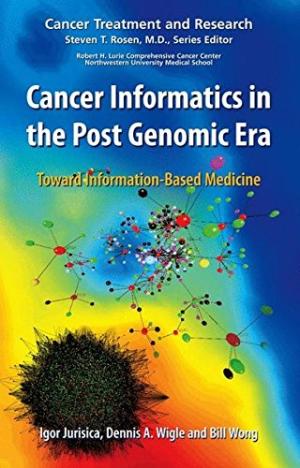 Cancer Treatment and Research
Steven T. Rosen, M.D., Series Editor
Robert H. Lurie Comprehensive Cancer Center
Northwestern University Medical School
Cancer Informatics in
the Post Genomic Era
Toward Information-Based Medicine
Igor Jurisica, Dennis A. Wigle and Bill Wong